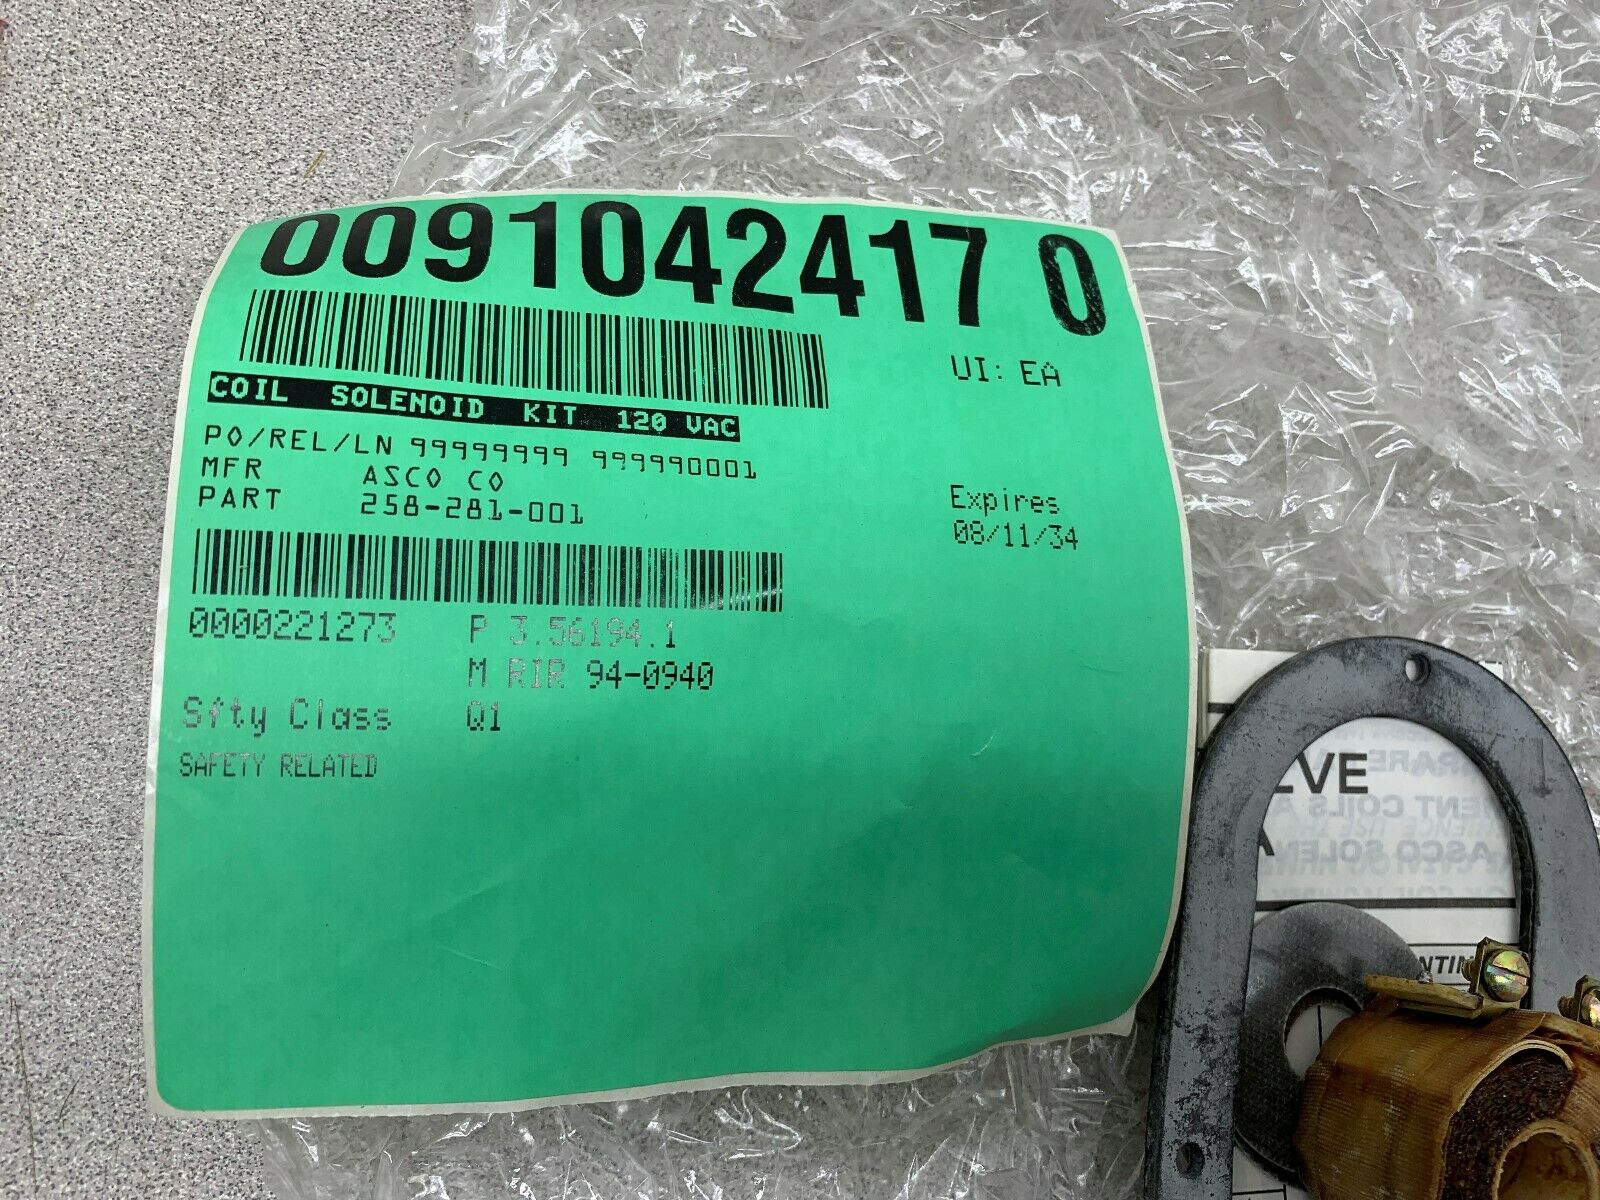 0091042417 0
UI: EA
COIL SOLENOID KIT 120 VAC
PO/REL/LN 99999999 999990001
MFR ASCO CO
PART 258-281-001
Expires
08/11/34
0000221273 P 3.56194.1
M RIR 94-0940
Sfty Class Q1
SAFETY RELATED
LVE
ASCO SOLEN
NTIN